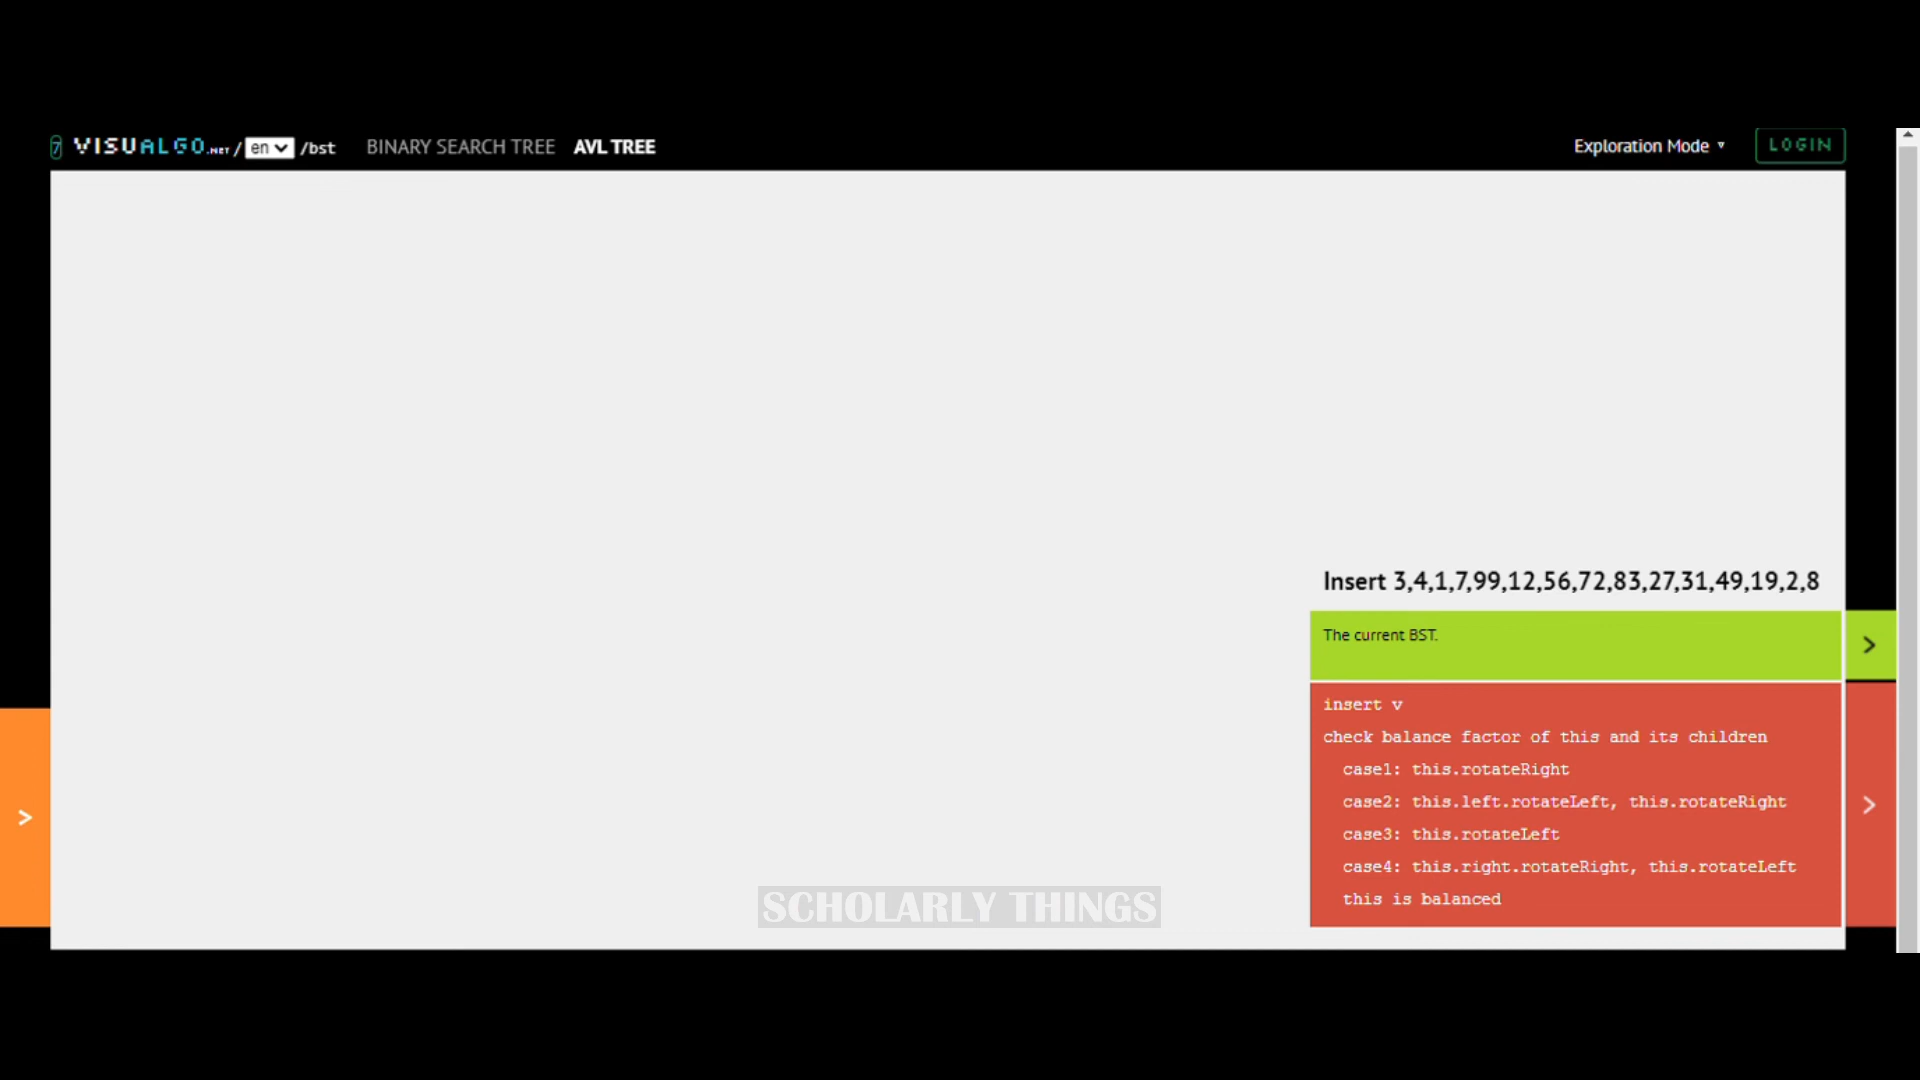 7 VISUALGO.NET / en /bst BINARY SEARCH TREE AVL TREE Exploration Mode ▾ LOGIN
Insert 3,4,1,7,99,12,56,72,83,27,31,49,19,2,8
The current BST.
insert v
check balance factor of this and its children
case1: this.rotateRight
case2: this.left.rotateLeft, this.rotateRight
case3: this.rotateLeft
case4: this.right.rotateRight, this.rotateLeft
this is balanced
SCHOLARLY THINGS